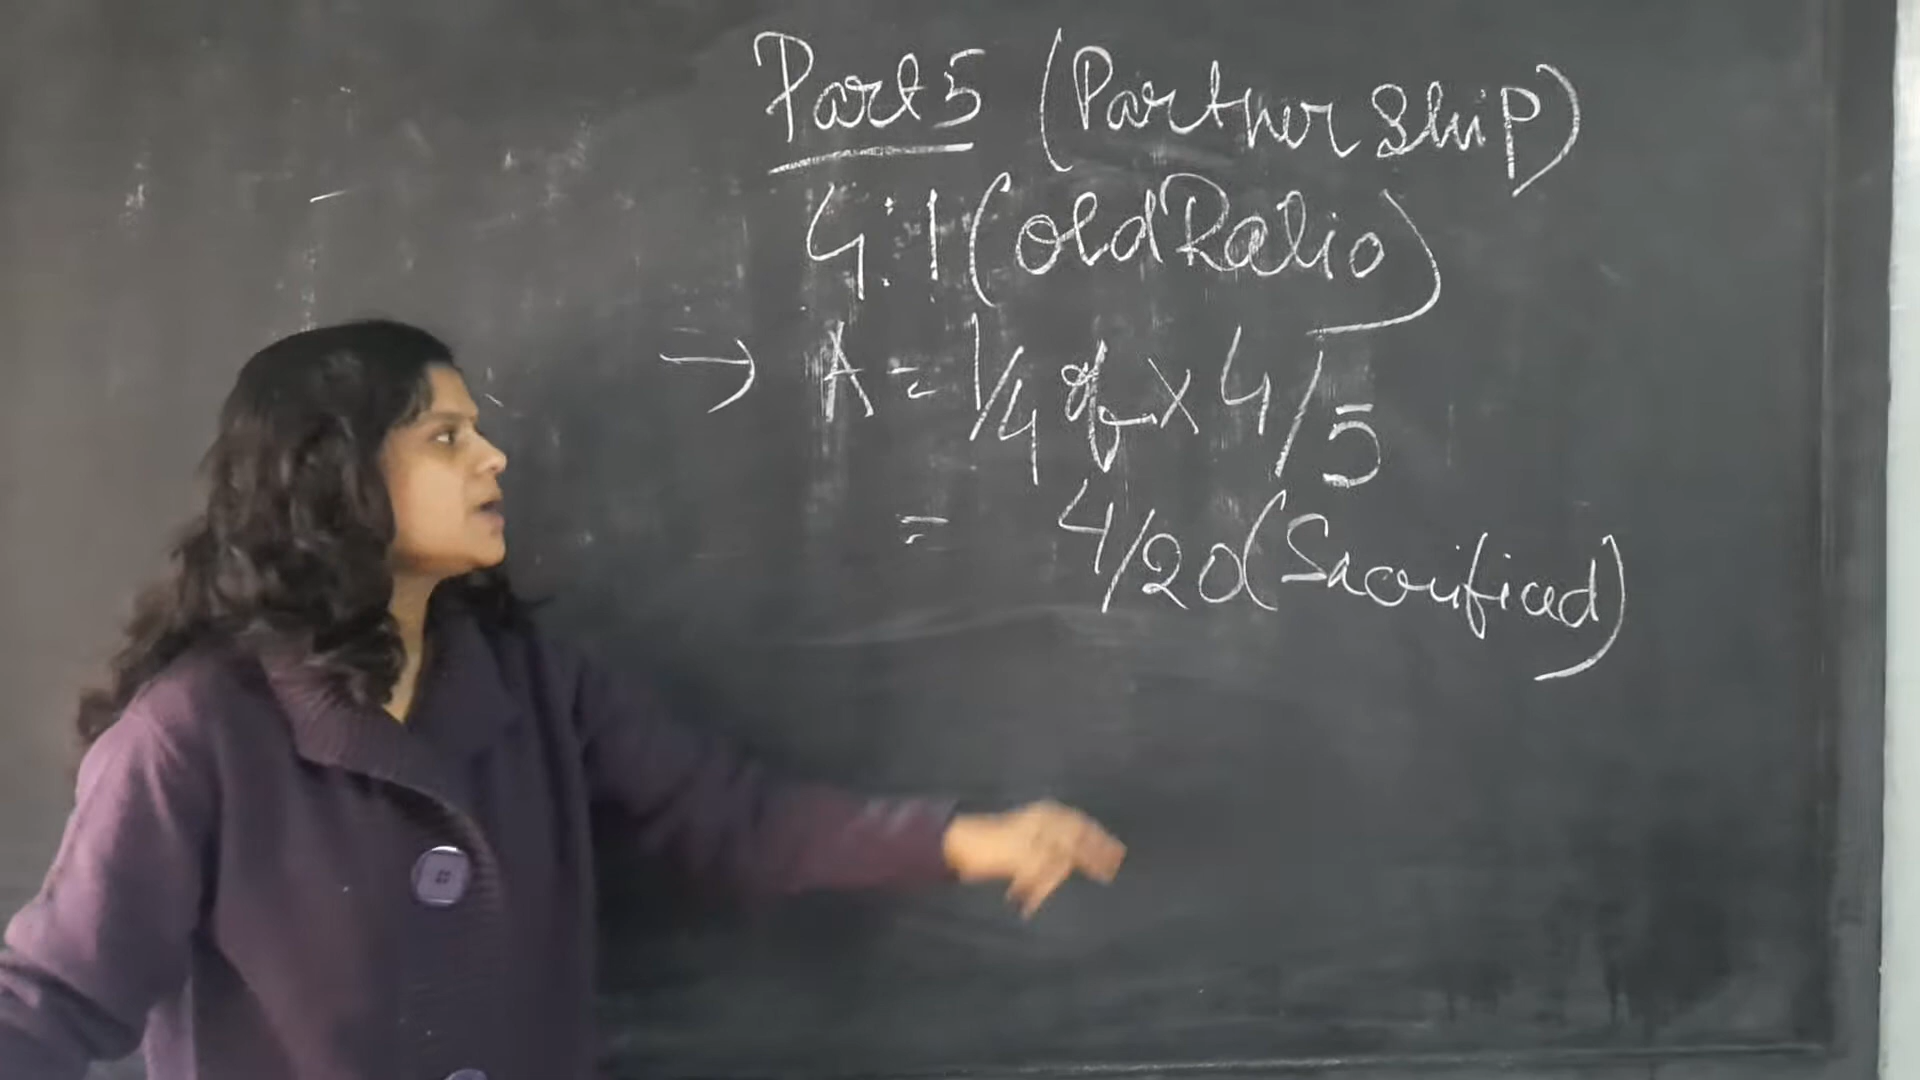 Part 5 (Partnership)
4:1 (old Ratio)
→ A = 1/4 of x 4/5
= 4/20 (Sacrificed)